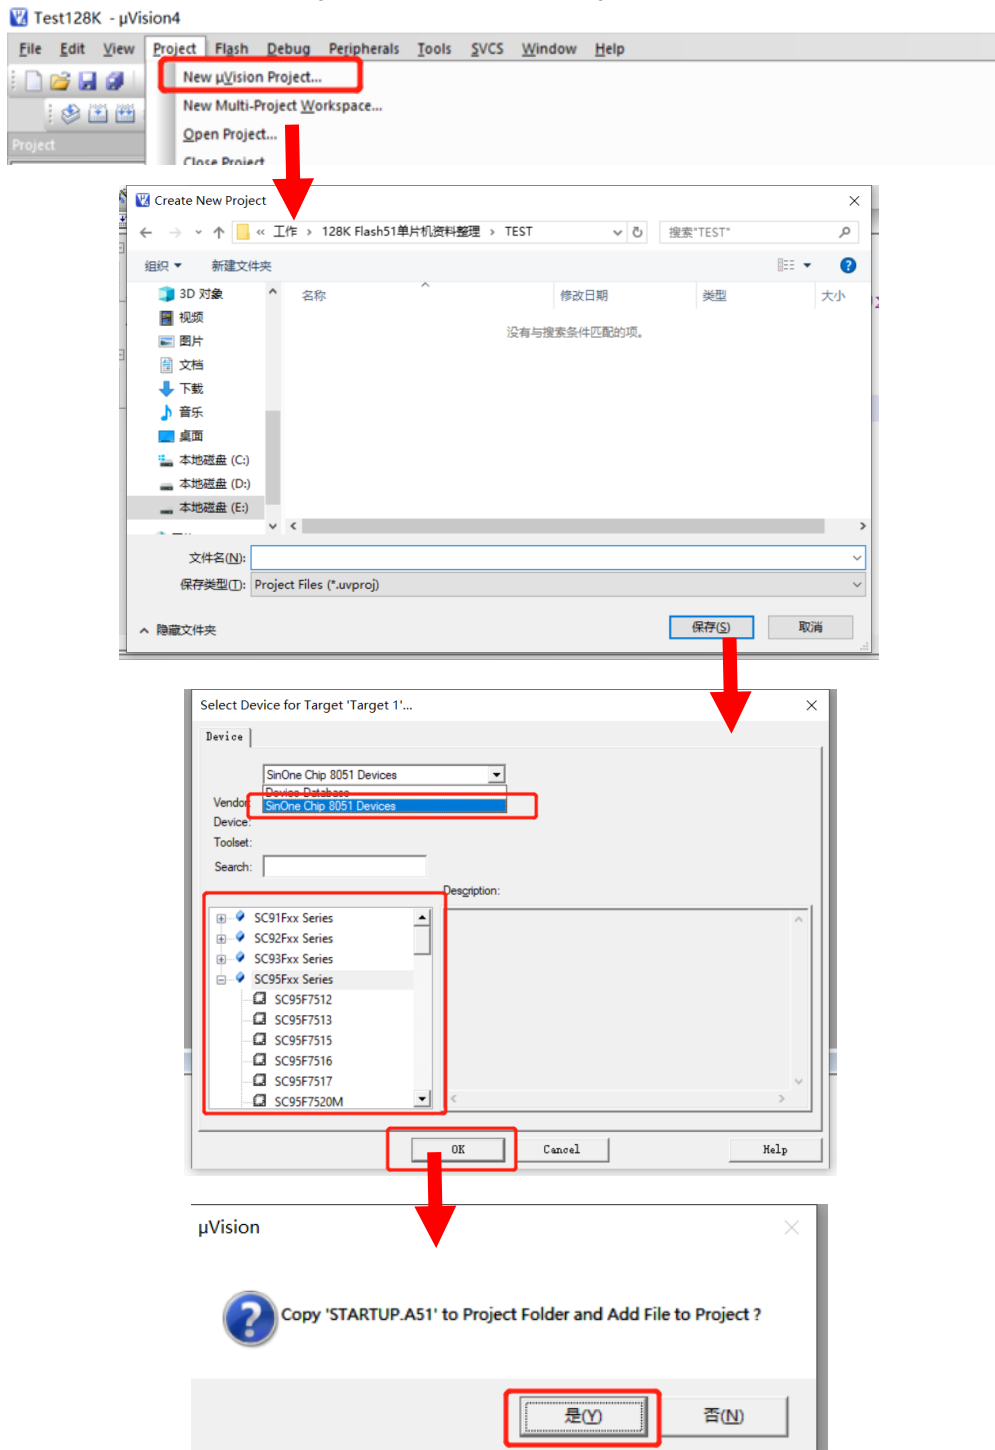 Test128K - µVision4
File Edit View Project Flash Debug Peripherals Tools SVCS Window Help
New µVision Project...
New Multi-Project Workspace...
Project
Open Project...
Close Project
Create New Project
« 工作 › 128K Flash51单片机资料整理 › TEST
搜索"TEST"
组织 新建文件夹
名称 修改日期 类型 大小
没有与搜索条件匹配的项。
3D 对象
视频
图片
文档
下载
音乐
桌面
本地磁盘 (C:)
本地磁盘 (D:)
本地磁盘 (E:)
文件名(N):
保存类型(T): Project Files (*.uvproj)
隐藏文件夹 保存(S) 取消
Select Device for Target 'Target 1'...
Device
SinOne Chip 8051 Devices
Device Database
Vendor: SinOne Chip 8051 Devices
Device:
Toolset:
Search:
Description:
SC91Fxx Series
SC92Fxx Series
SC93Fxx Series
SC95Fxx Series
SC95F7512
SC95F7513
SC95F7515
SC95F7516
SC95F7517
SC95F7520M
OK Cancel Help
µVision
Copy 'STARTUP.A51' to Project Folder and Add File to Project ?
是(Y) 否(N)